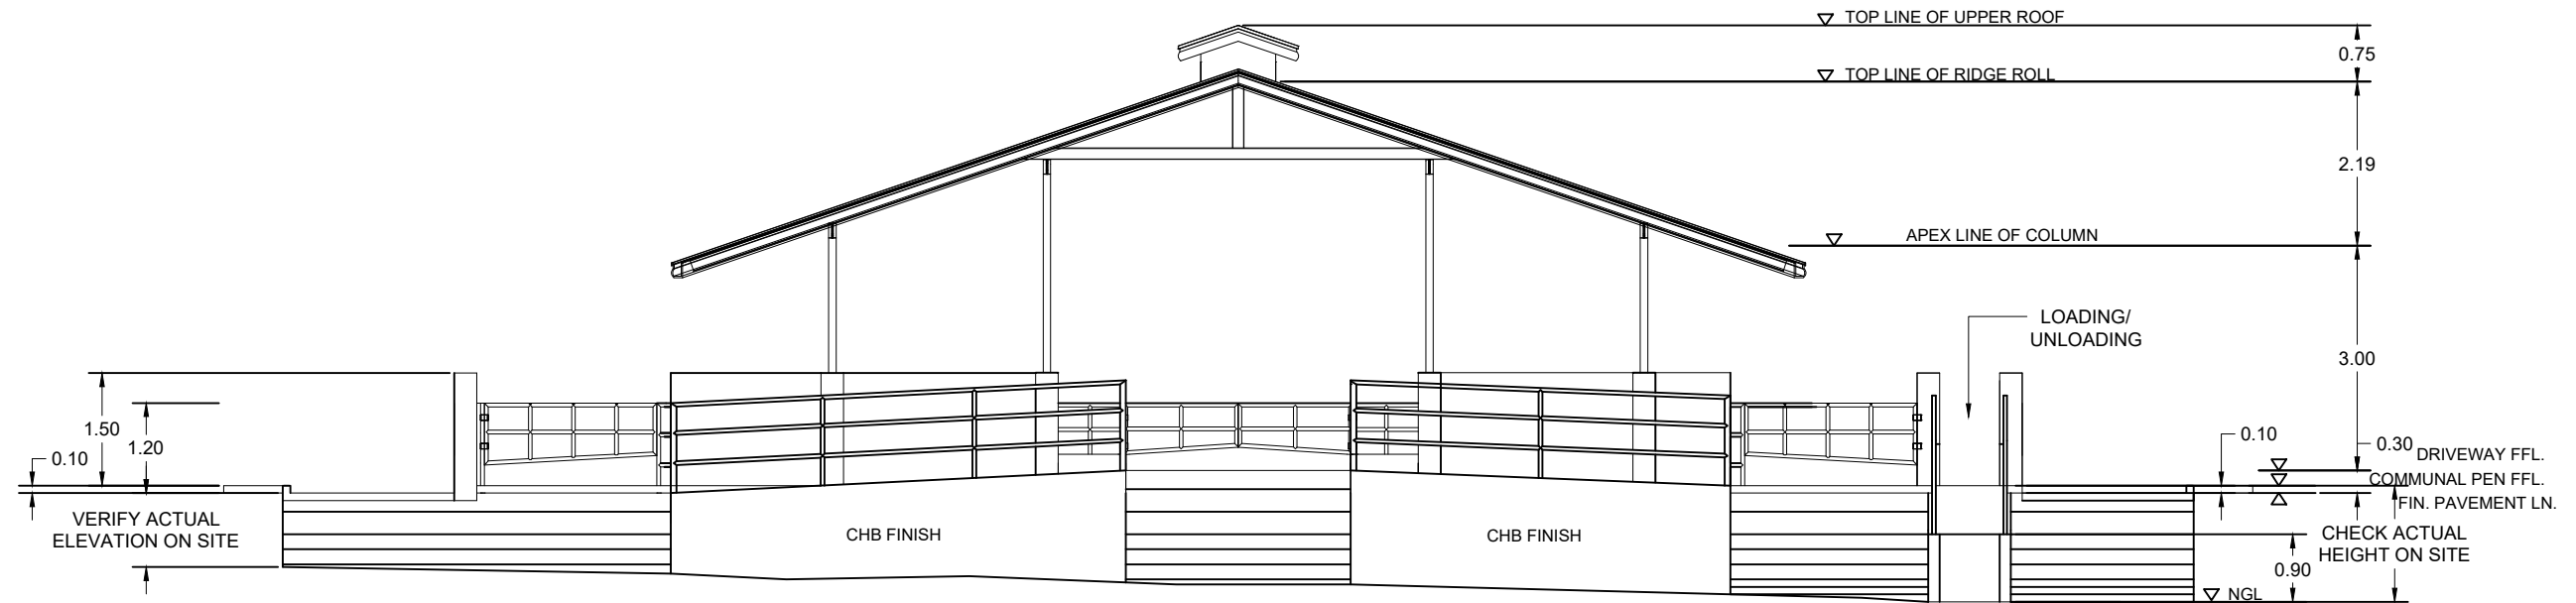 TOP LINE OF UPPER ROOF
0.75
TOP LINE OF RIDGE ROLL
2.19
APEX LINE OF COLUMN
LOADING/
UNLOADING
3.00
1.50
1.20
0.10
0.10
0.30
DRIVEWAY FFL.
COMMUNAL PEN FFL.
FIN. PAVEMENT LN.
VERIFY ACTUAL
ELEVATION ON SITE
CHB FINISH
CHB FINISH
CHECK ACTUAL
HEIGHT ON SITE
0.90
NGL